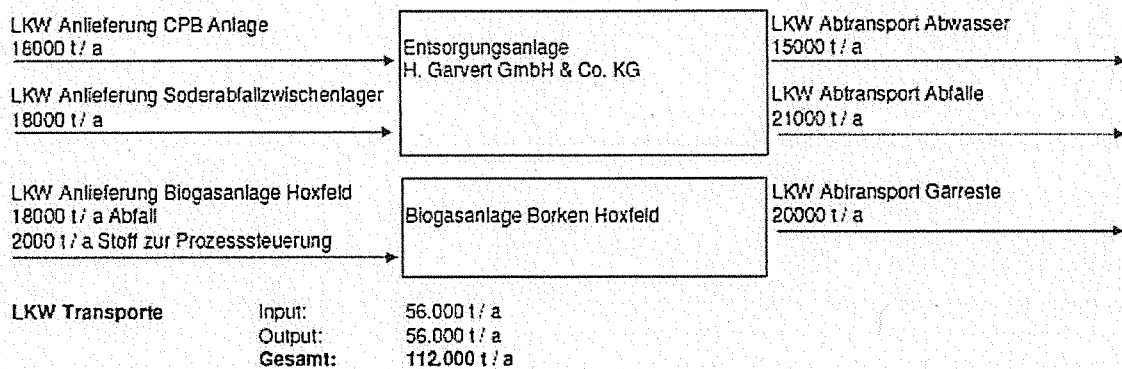 LKW Anlieferung CPB Anlage
18000 t / a
LKW Anlieferung Soderabfallzwischenlager
18000 t / a
Entsorgungsanlage
H. Garvert GmbH & Co. KG
LKW Abtransport Abwasser
15000 t / a
LKW Abtransport Abfälle
21000 t / a
LKW Anlieferung Biogasanlage Hoxfeld
18000 t / a Abfall
2000 t / a Stoff zur Prozesssteuerung
Biogasanlage Borken Hoxfeld
LKW Abtransport Gärreste
20000 t / a
LKW Transporte Input: 56.000 t / a
Output: 56.000 t / a
Gesamt: 112.000 t / a